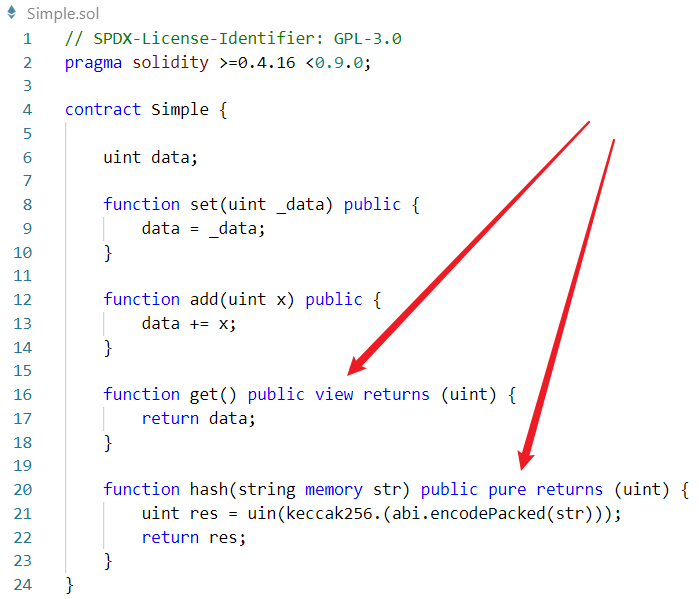 Simple.sol
1 // SPDX-License-Identifier: GPL-3.0
2 pragma solidity >=0.4.16 <0.9.0;
3
4 contract Simple {
5
6 uint data;
7
8 function set(uint _data) public {
9 data = _data;
10 }
11
12 function add(uint x) public {
13 data += x;
14 }
15
16 function get() public view returns (uint) {
17 return data;
18 }
19
20 function hash(string memory str) public pure returns (uint) {
21 uint res = uin(keccak256.(abi.encodePacked(str)));
22 return res;
23 }
24 }